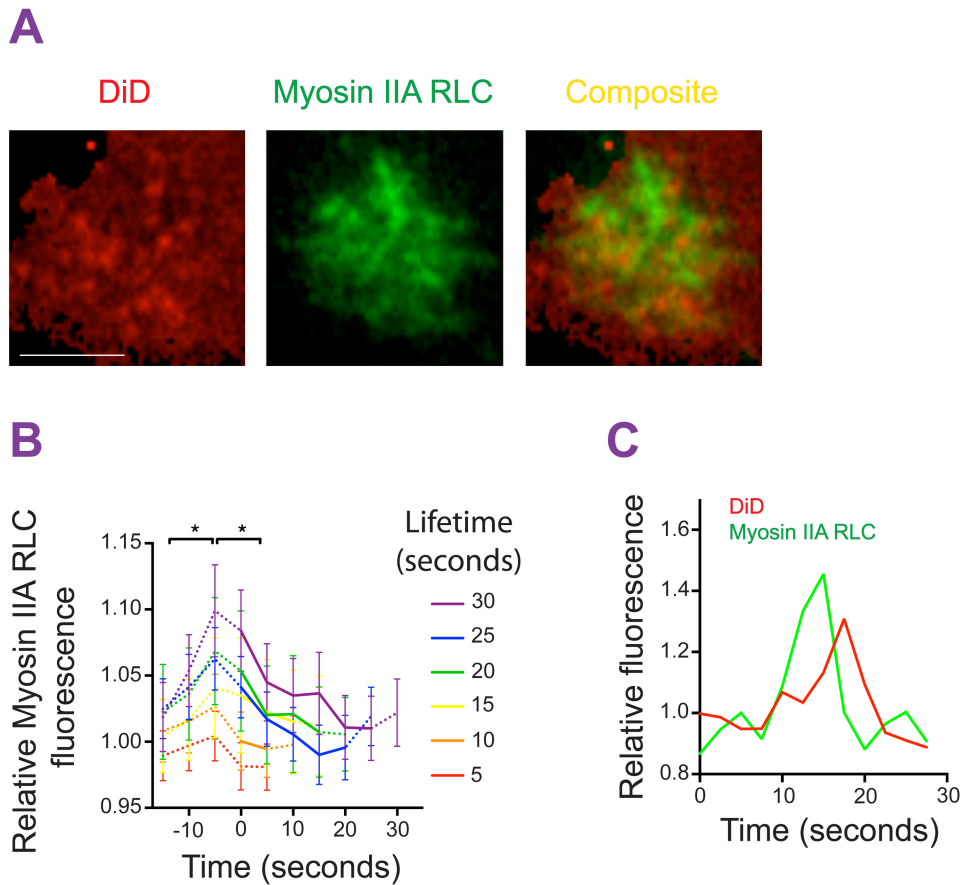 A
DiD
Myosin IIA RLC
Composite
B
Relative Myosin IIA RLC
fluorescence
1.15
1.10
1.05
1.00
0.95
* *
-10 0 10 20 30
Time (seconds)
Lifetime
(seconds)
30
25
20
15
10
5
C
Relative fluorescence
1.6
1.4
1.2
1.0
0.8
DiD
Myosin IIA RLC
0 10 20 30
Time (seconds)